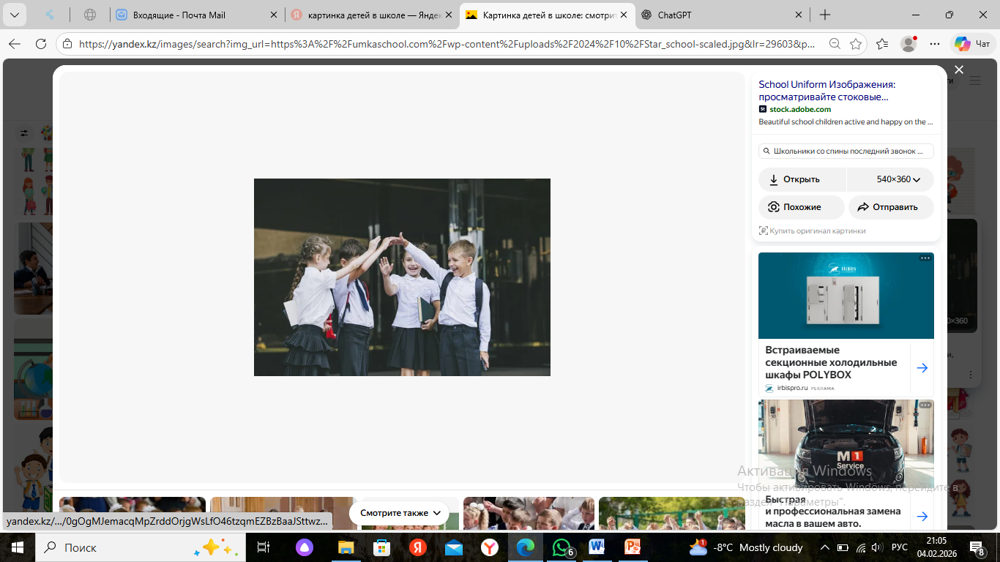 Входящие - Почта Mail
картинка детей в школе — Яндек
Картинка детей в школе: смотрит
ChatGPT
https://yandex.kz/images/search?img_url=https%3A%2F%2Fumkaschool.com%2Fwp-content%2Fuploads%2F2024%2F10%2FStar_school-scaled.jpg&lr=29603&p...
Чат
School Uniform Изображения:
просматривайте стоковые...
St stock.adobe.com
Beautiful school children active and happy on the ...
Школьники со спины последний звонок ...
Открыть
540×360
Похожие
Отправить
Купить оригинал картинки
IRBIS
Встраиваемые
секционные холодильные
шкафы POLYBOX
irbispro.ru РЕКЛАМА
M1
Service
Активация Windows
Чтобы активировать Windows, перейдите в
раздел "Параметры".
Быстрая
и профессиональная замена
масла в вашем авто.
Смотрите также
yandex.kz/.../0gOgMJemacqMpZrddOrjgWsLfO46tzqmEZBzBaaJSttwz...
Поиск
6
1
-8°C Mostly cloudy
РУС
21:05
04.02.2026
8